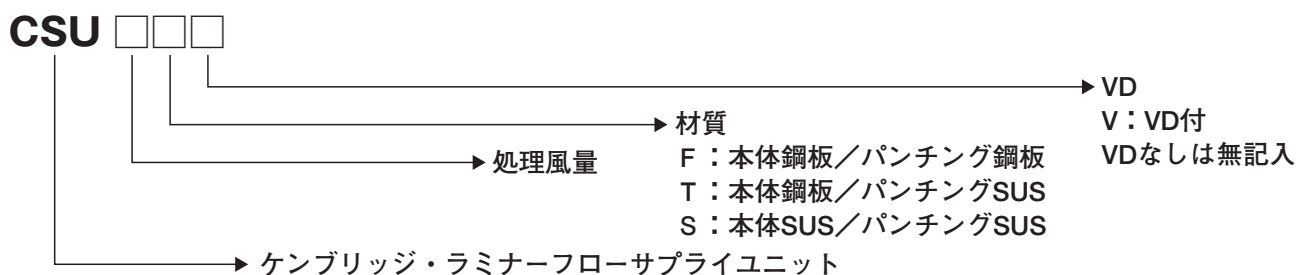 CSU □□□
VD
V：VD付
VDなしは無記入
材質
F：本体鋼板／パンチング鋼板
T：本体鋼板／パンチングSUS
S：本体SUS／パンチングSUS
処理風量
ケンブリッジ・ラミナーフローサプライユニット